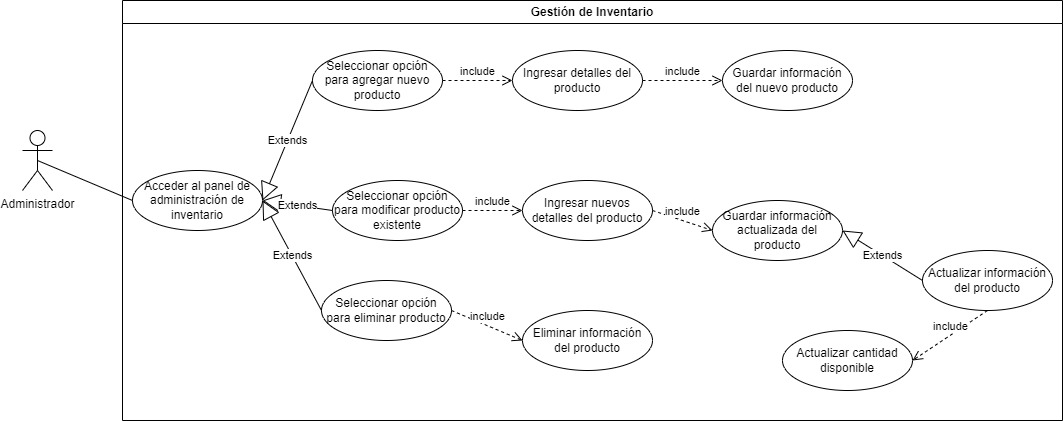 Gestión de Inventario
Seleccionar opción
para agregar nuevo
producto
include
Ingresar detalles del
producto
include
Guardar información
del nuevo producto
Extends
Administrador
Acceder al panel de
administración de
inventario
Extends
Seleccionar opción
para modificar producto
existente
include
Ingresar nuevos
detalles del producto
include
Guardar información
actualizada del
producto
Extends
Actualizar información
del producto
Extends
Seleccionar opción
para eliminar producto
include
Eliminar información
del producto
include
Actualizar cantidad
disponible